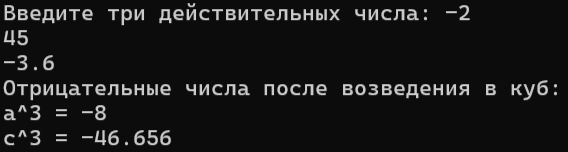 Введите три действительных числа: -2
45
-3.6
Отрицательные числа после возведения в куб:
a^3 = -8
c^3 = -46.656